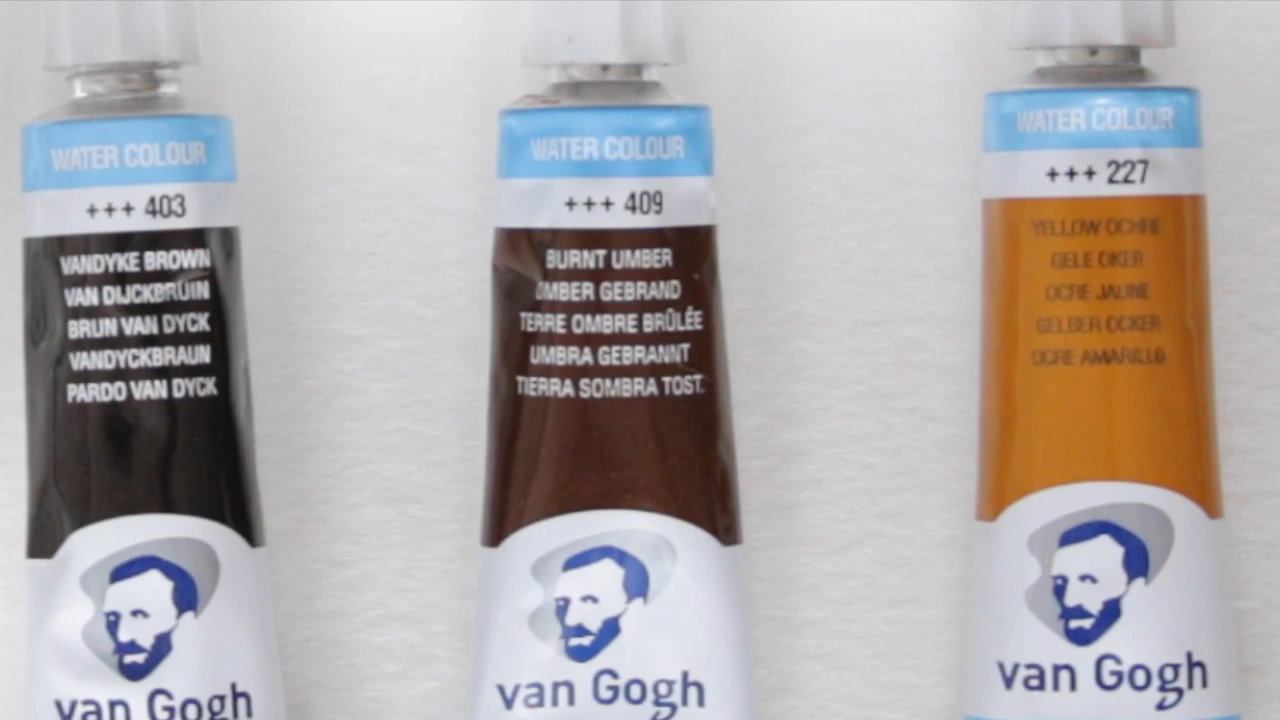 WATER COLOUR
+++ 403
VANDYKE BROWN
VAN DIJCKBRUIN
BRUN VAN DYCK
VANDYCKBRAUN
PARDO VAN DYCK
van Gogh
WATER COLOUR
+++ 409
BURNT UMBER
OMBER GEBRAND
TERRE OMBRE BRÛLÉE
UMBRA GEBRANNT
TIERRA SOMBRA TOST.
van Gogh
WATER COLOUR
+++ 227
YELLOW OCHRE
GELE OKER
OCRE JAUNE
GELBER OCKER
OCRE AMARILLO
van Gogh